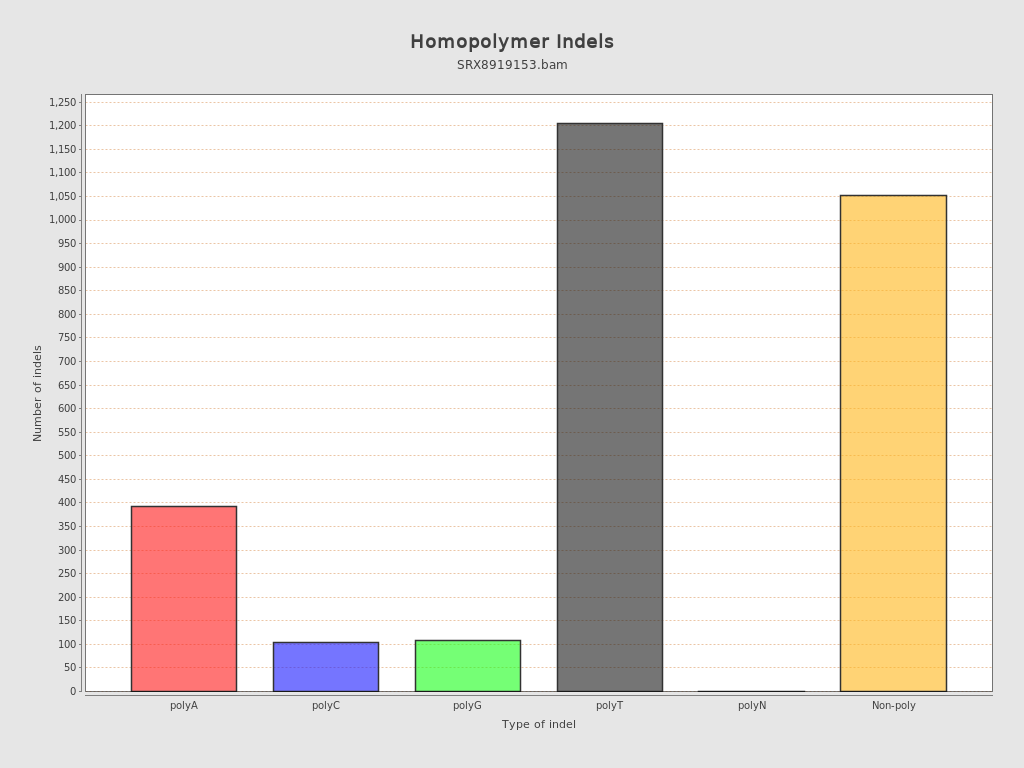 Homopolymer Indels
SRX8919153.bam
1,250
1,200
1,150
1,100
1,050
1,000
950
900
850
800
750
700
650
600
550
500
450
400
350
300
250
200
150
100
50
0
Number of indels
polyA
polyC
polyG
polyT
polyN
Non-poly
Type of indel